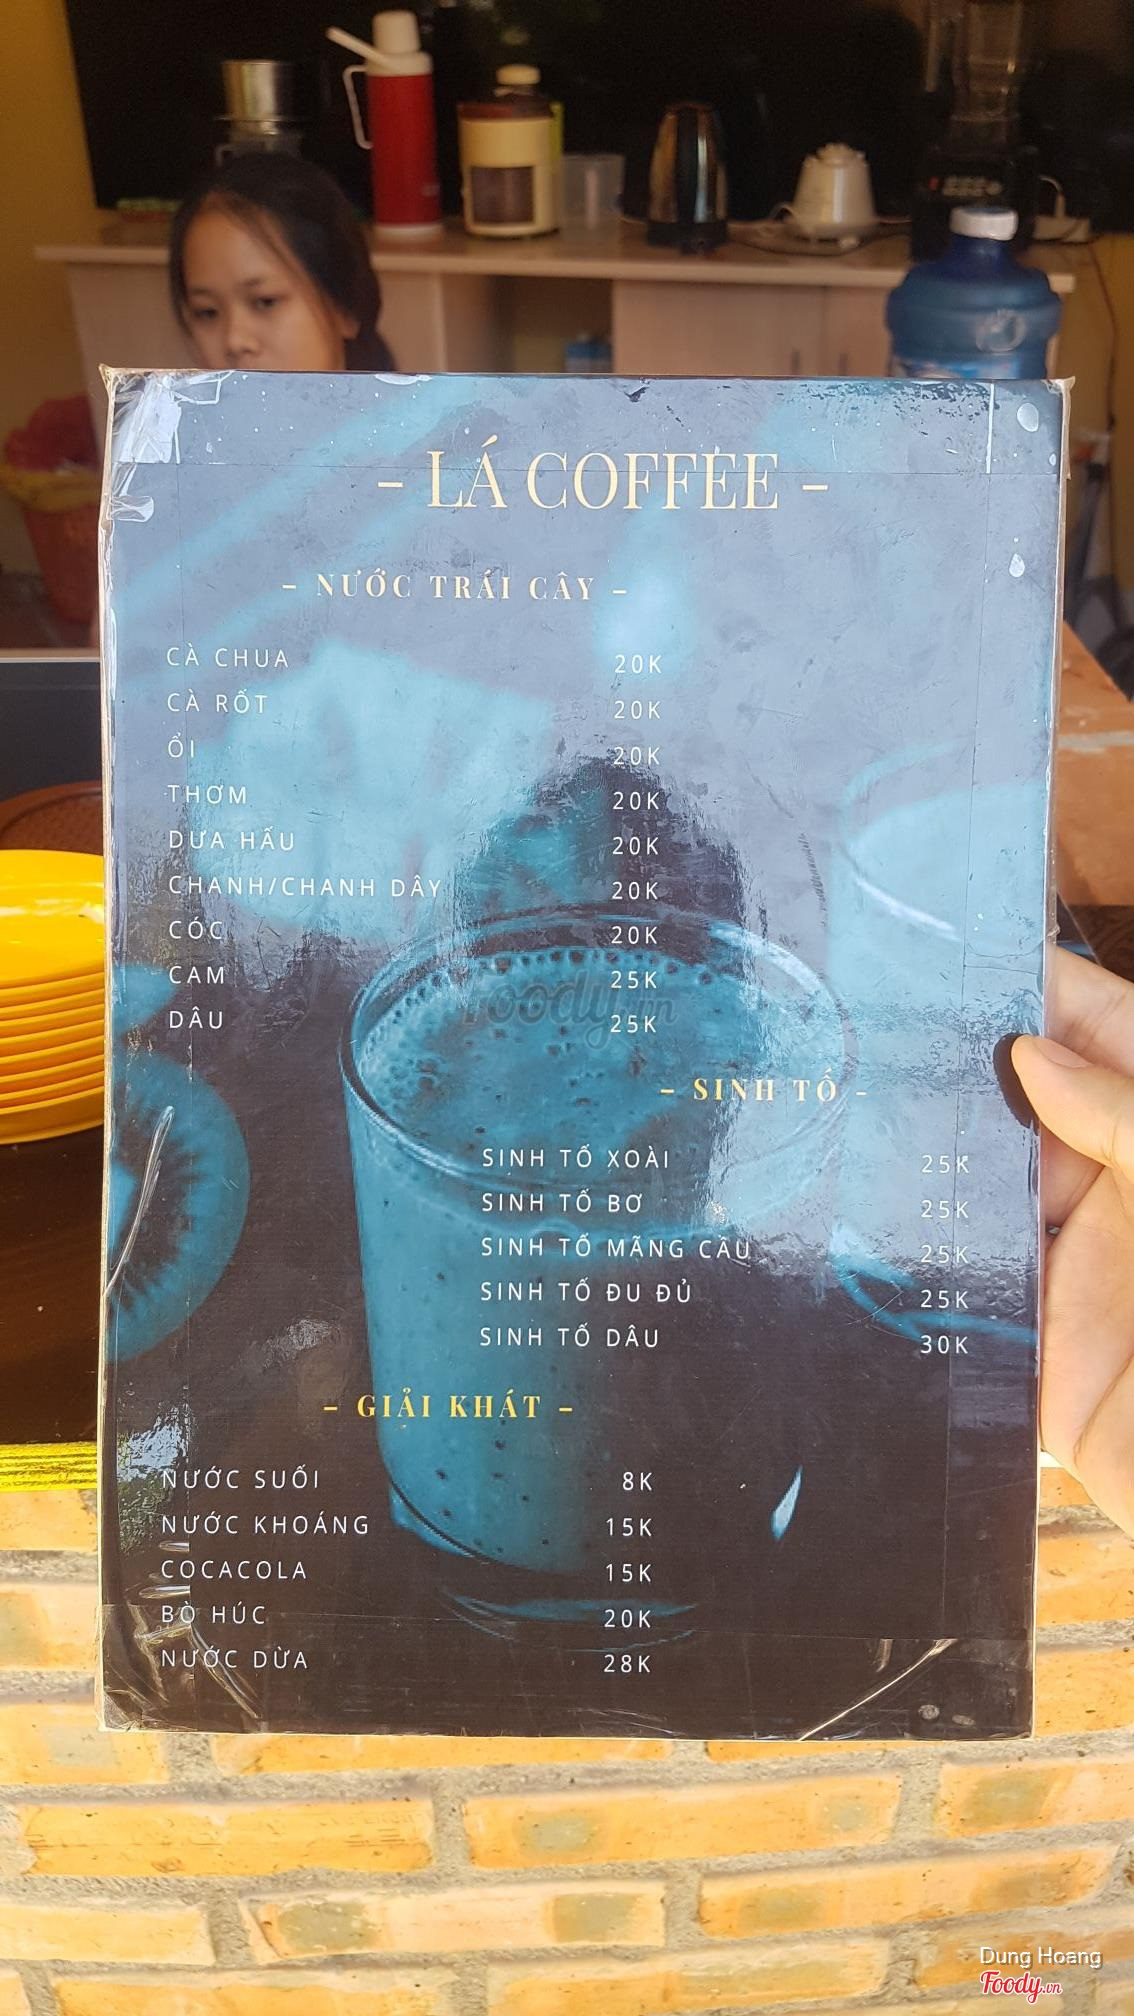 - LÁ COFFEE -
- NƯỚC TRÁI CÂY -
CÀ CHUA 20K
CÀ RỐT 20K
ỔI 20K
THƠM 20K
DƯA HẤU 20K
CHANH/CHANH DÂY 20K
CÓC 20K
CAM 25K
DÂU 25K
foody.vn
- SINH TỐ -
SINH TỐ XOÀI 25K
SINH TỐ BƠ 25K
SINH TỐ MÃNG CẦU 25K
SINH TỐ ĐU ĐỦ 25K
SINH TỐ DÂU 30K
- GIẢI KHÁT -
NƯỚC SUỐI 8K
NƯỚC KHOÁNG 15K
COCACOLA 15K
BÒ HÚC 20K
NƯỚC DỪA 28K
Dung Hoang
Foody.vn